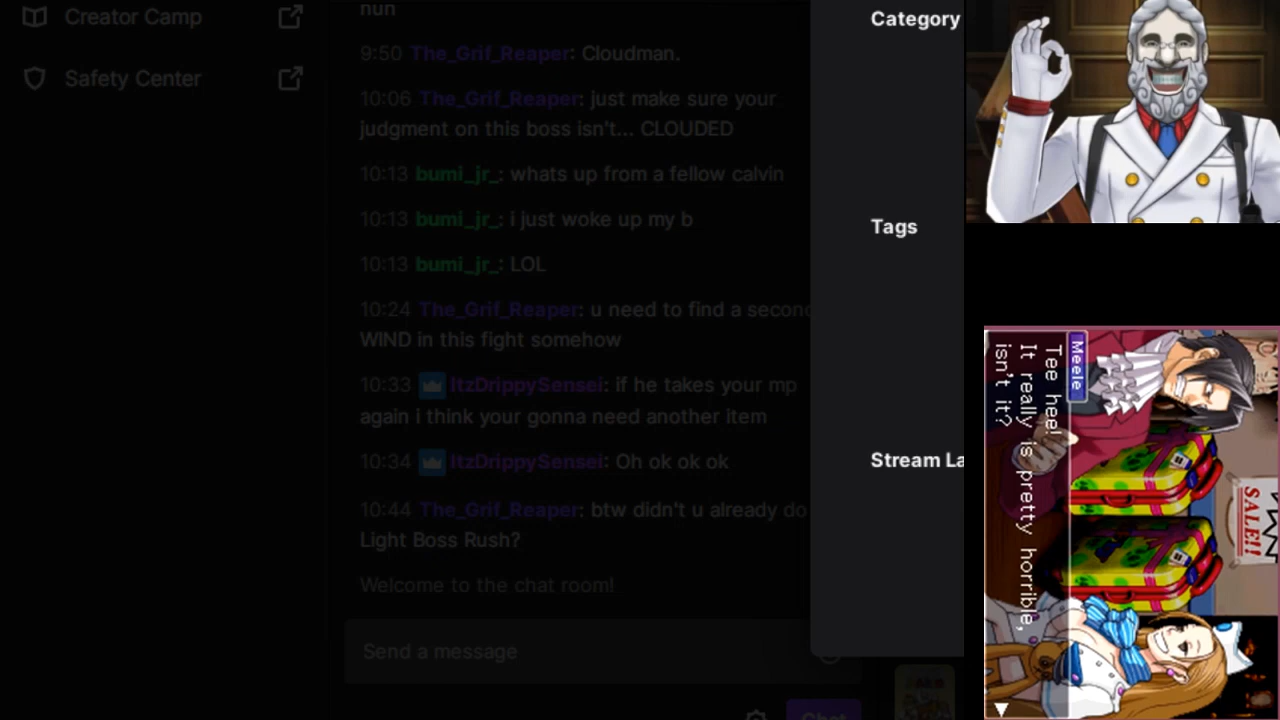 Creator Camp
Safety Center
nun
9:50 The_Grif_Reaper: Cloudman.
10:06 The_Grif_Reaper: just make sure your
judgment on this boss isn't... CLOUDED
10:13 bumi_jr_: whats up from a fellow calvin
10:13 bumi_jr_: i just woke up my b
10:13 bumi_jr_: LOL
10:24 The_Grif_Reaper: u need to find a second
WIND in this fight somehow
10:33 ItzDrippySensei: if he takes your mp
again i think your gonna need another item
10:34 ItzDrippySensei: Oh ok ok ok
10:44 The_Grif_Reaper: btw didn't u already do
Light Boss Rush?
Welcome to the chat room!
Send a message
Chat
Category
Tags
Stream La
Meele
Tee hee!
It really is pretty horrible,
isn't it?
SALE!!